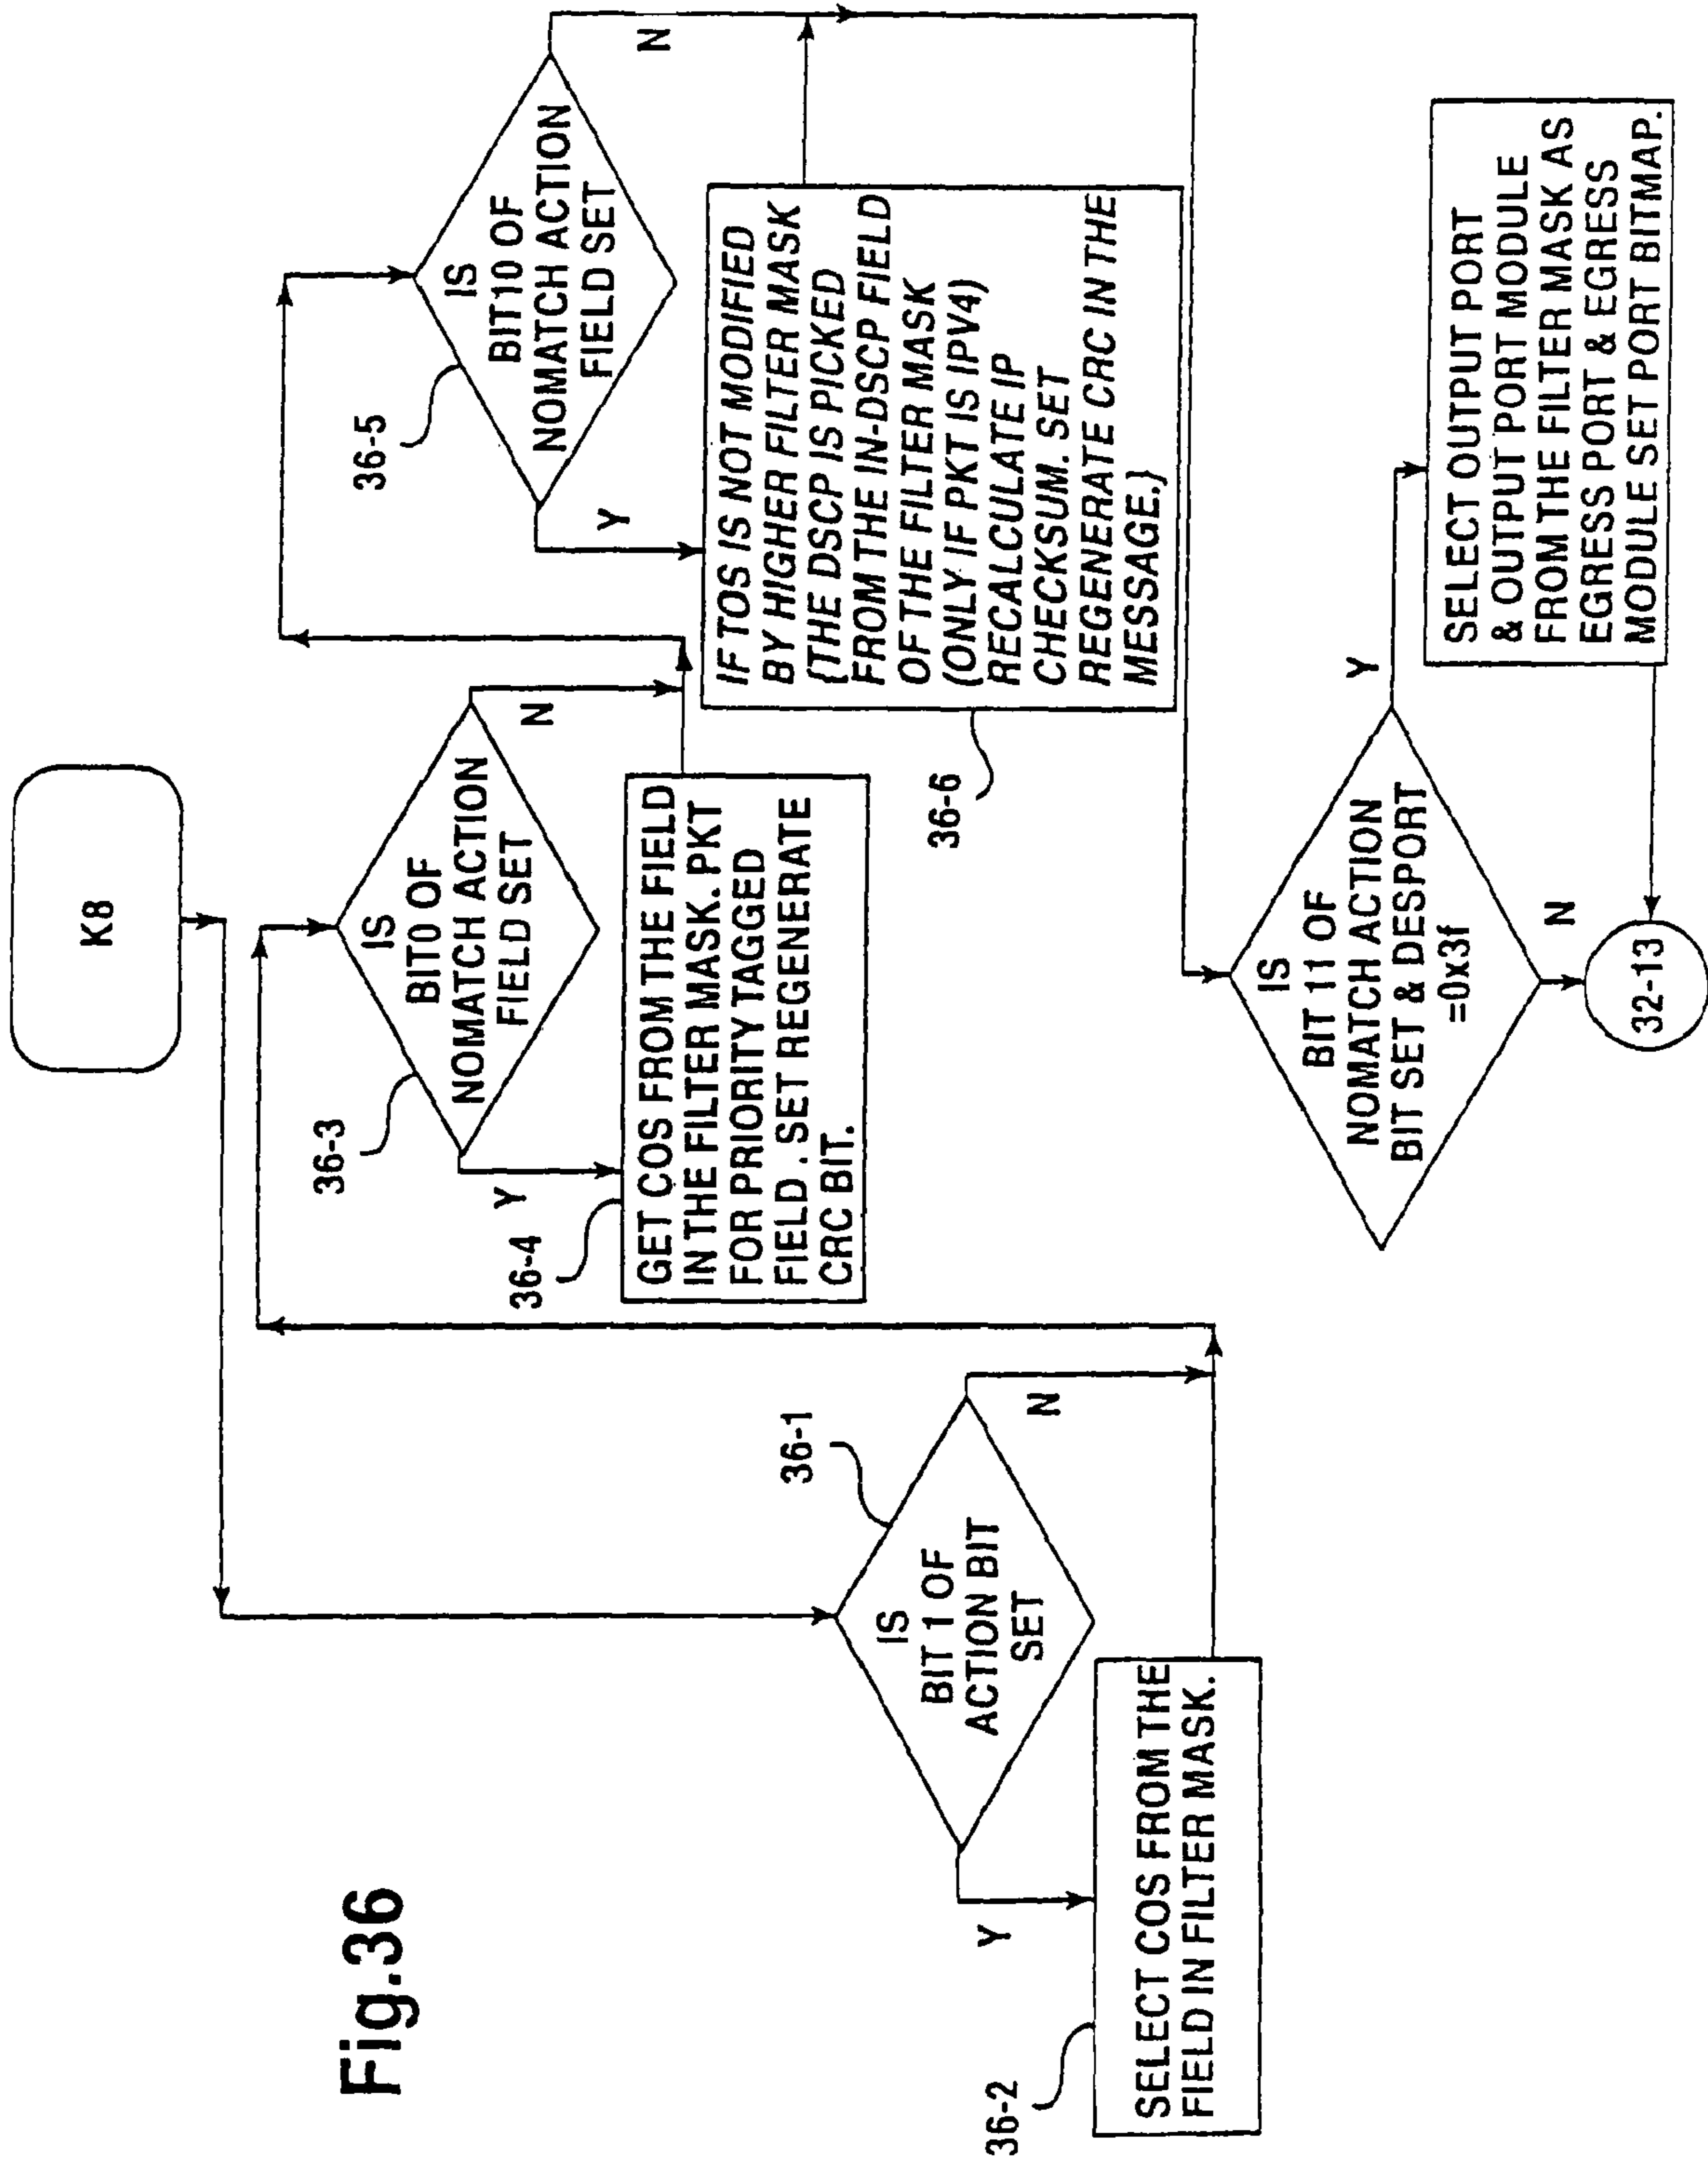 Fig.36
K8
36-1
IS
BIT 1 OF
ACTION BIT
SET
Y
N
36-2
SELECT COS FROM THE
FIELD IN FILTER MASK.
36-3
IS
BIT0 OF
NOMATCH ACTION
FIELD SET
Y
N
36-4
GET COS FROM THE FIELD
IN THE FILTER MASK.PKT
FOR PRIORITY TAGGED
FIELD . SET REGENERATE
CRC BIT.
36-5
IS
BIT10 OF
NOMATCH ACTION
FIELD SET
Y
N
36-6
IF TOS IS NOT MODIFIED
BY HIGHER FILTER MASK
{THE DSCP IS PICKED
FROM THE IN-DSCP FIELD
OF THE FILTER MASK
(ONLY IF PKT IS IPV4)
RECALCULATE IP
CHECKSUM. SET
REGENERATE CRC IN THE
MESSAGE.}
IS
BIT 11 OF
NOMATCH ACTION
BIT SET & DESPORT
=0x3f
Y
N
SELECT OUTPUT PORT
& OUTPUT PORT MODULE
FROM THE FILTER MASK AS
EGRESS PORT & EGRESS
MODULE SET PORT BITMAP.
32-13